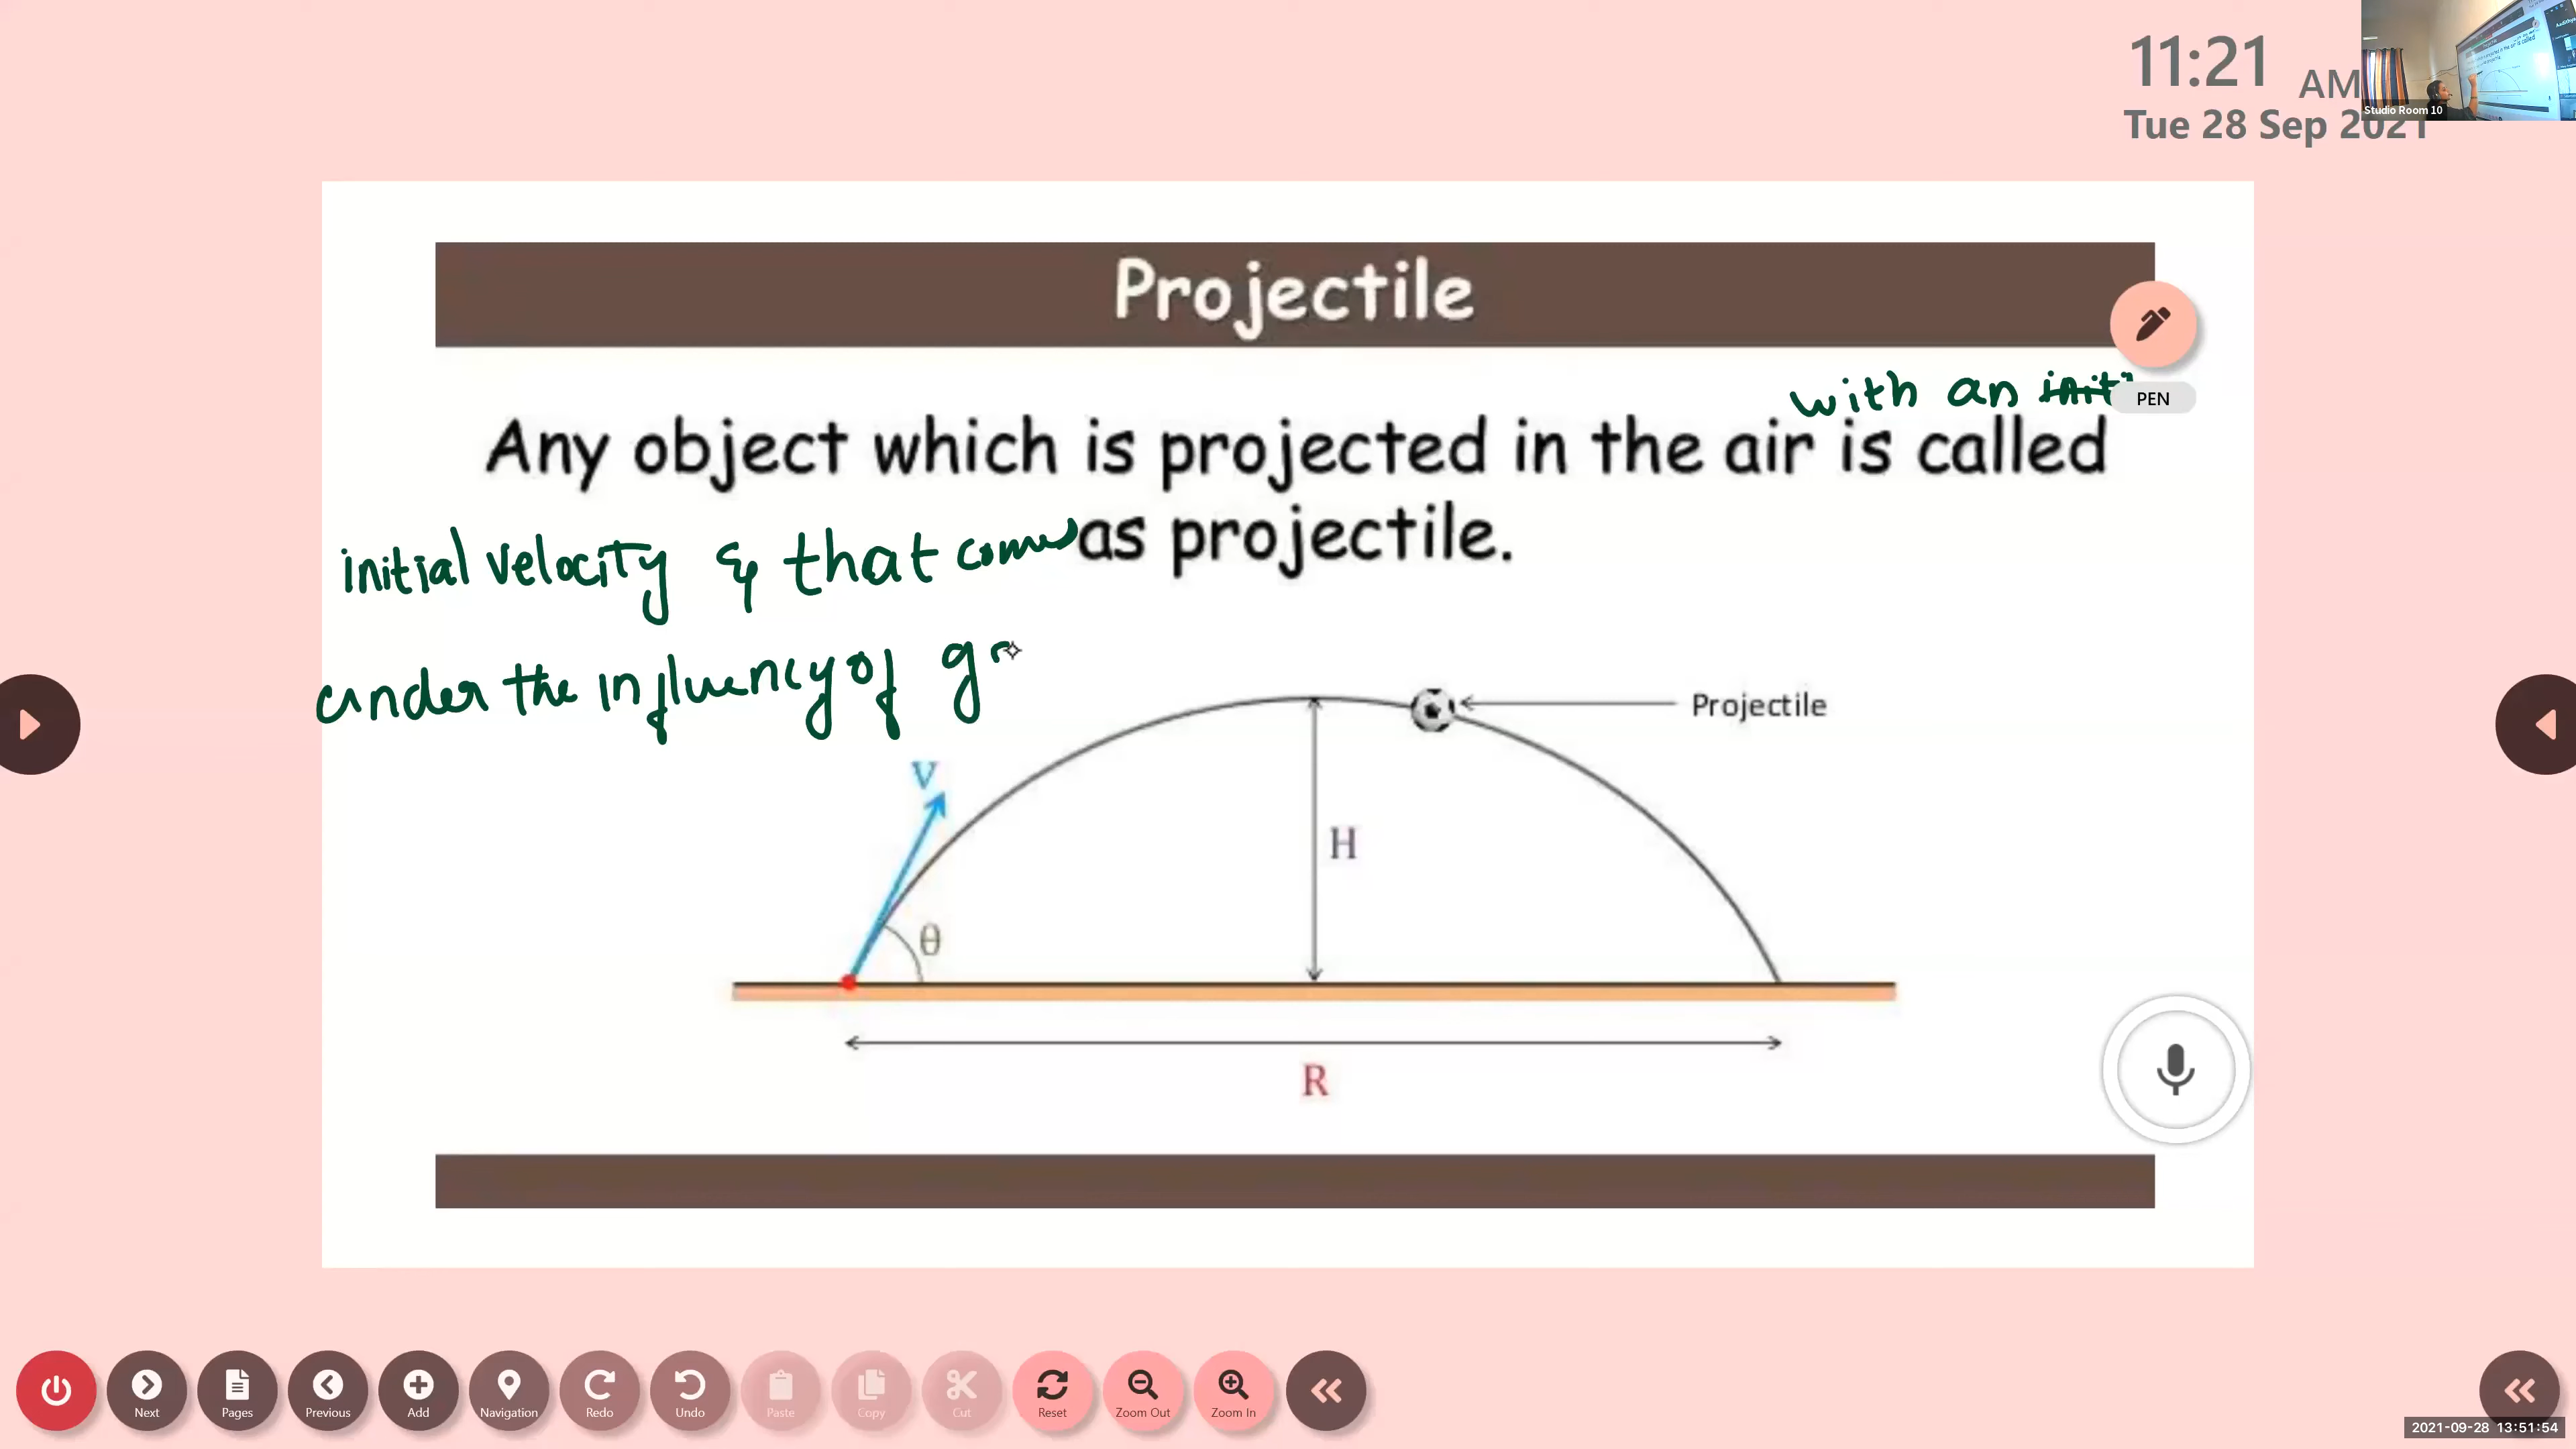 11:21 AM
Tue 28 Sep 2021
Studio Room 10
Projectile
with an
PEN
Any object which is projected in the air is called
as projectile.
initial velocity & that comes
under the influency of g
Projectile
V
H
θ
R
Next
Pages
Previous
Add
Navigation
Redo
Undo
Paste
Copy
Cut
Reset
Zoom Out
Zoom In
2021-09-28 13:51:54